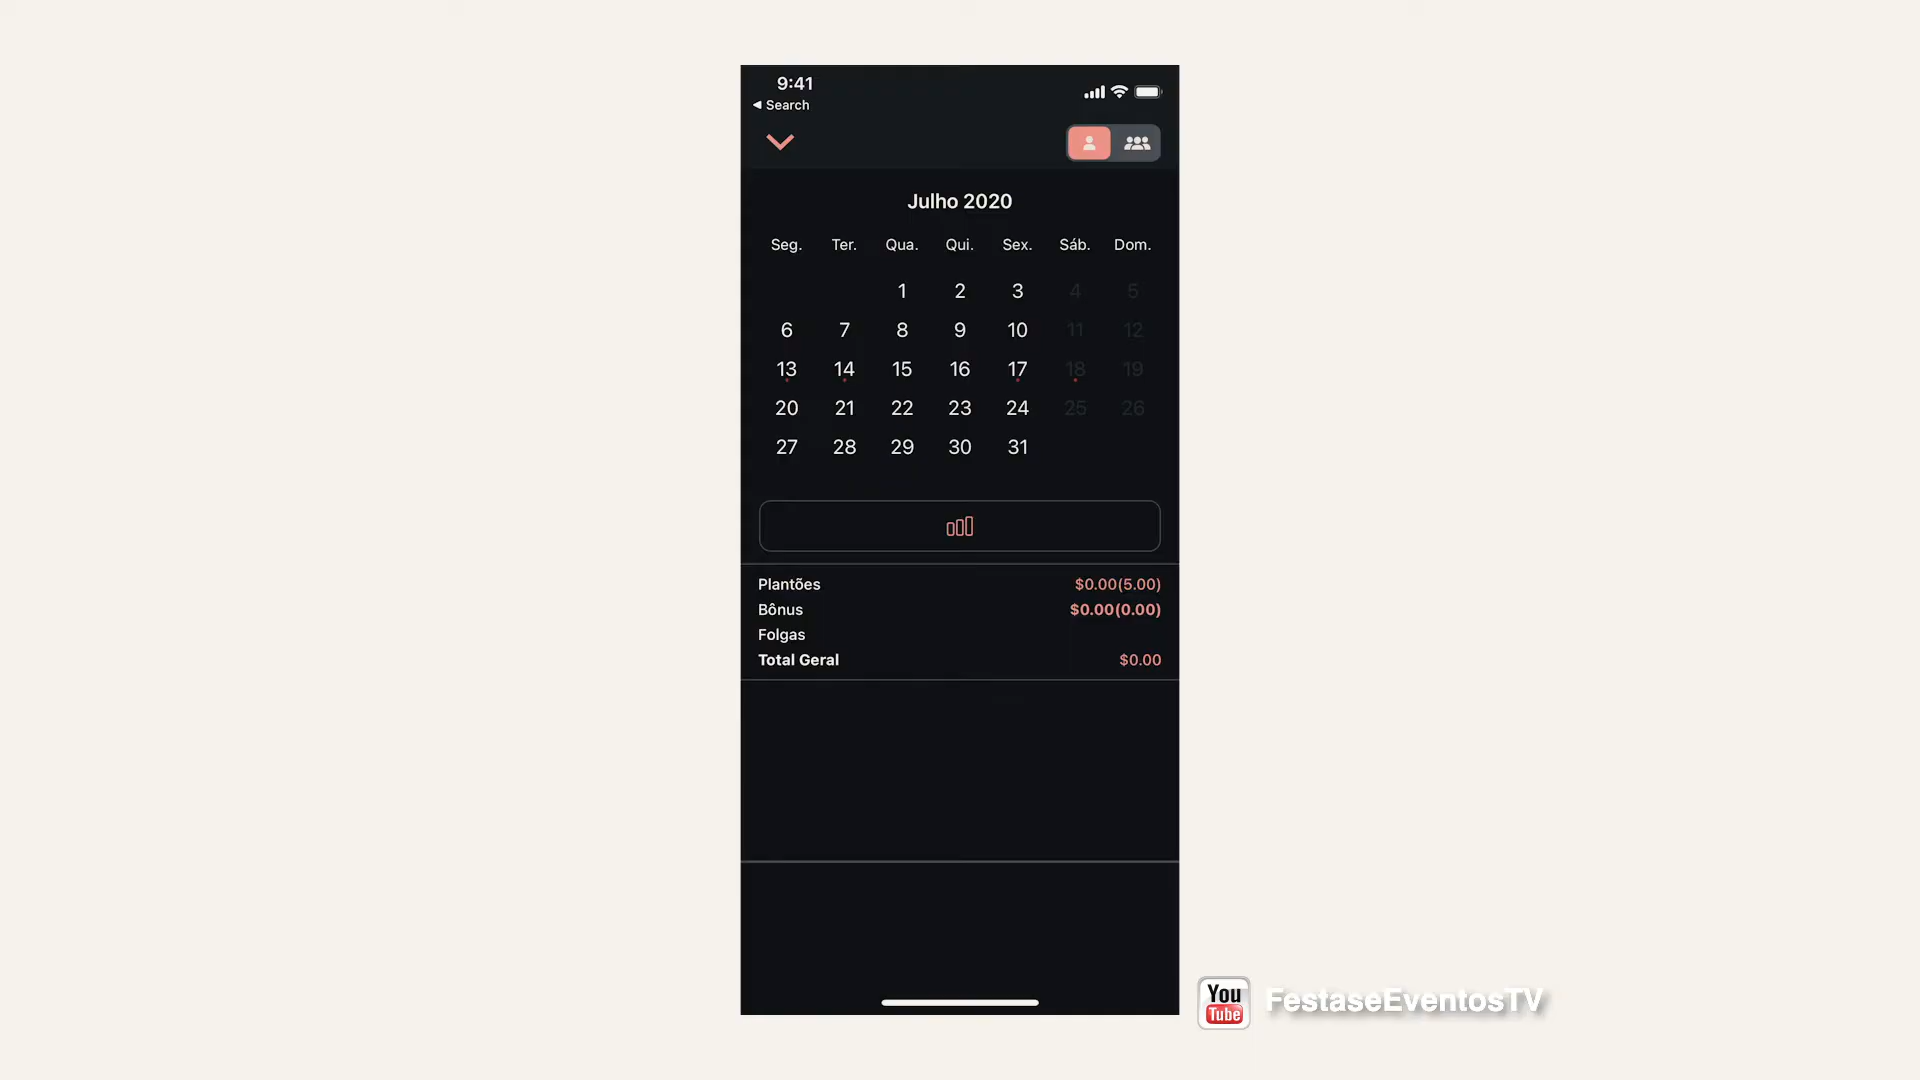 9:41
Search
Julho 2020
Seg. Ter. Qua. Qui. Sex. Sáb. Dom.
1 2 3 4 5
6 7 8 9 10 11 12
13 14 15 16 17 18 19
20 21 22 23 24 25 26
27 28 29 30 31
Plantões $0.00(5.00)
Bônus $0.00(0.00)
Folgas
Total Geral $0.00
You Tube FestaseEventosTV